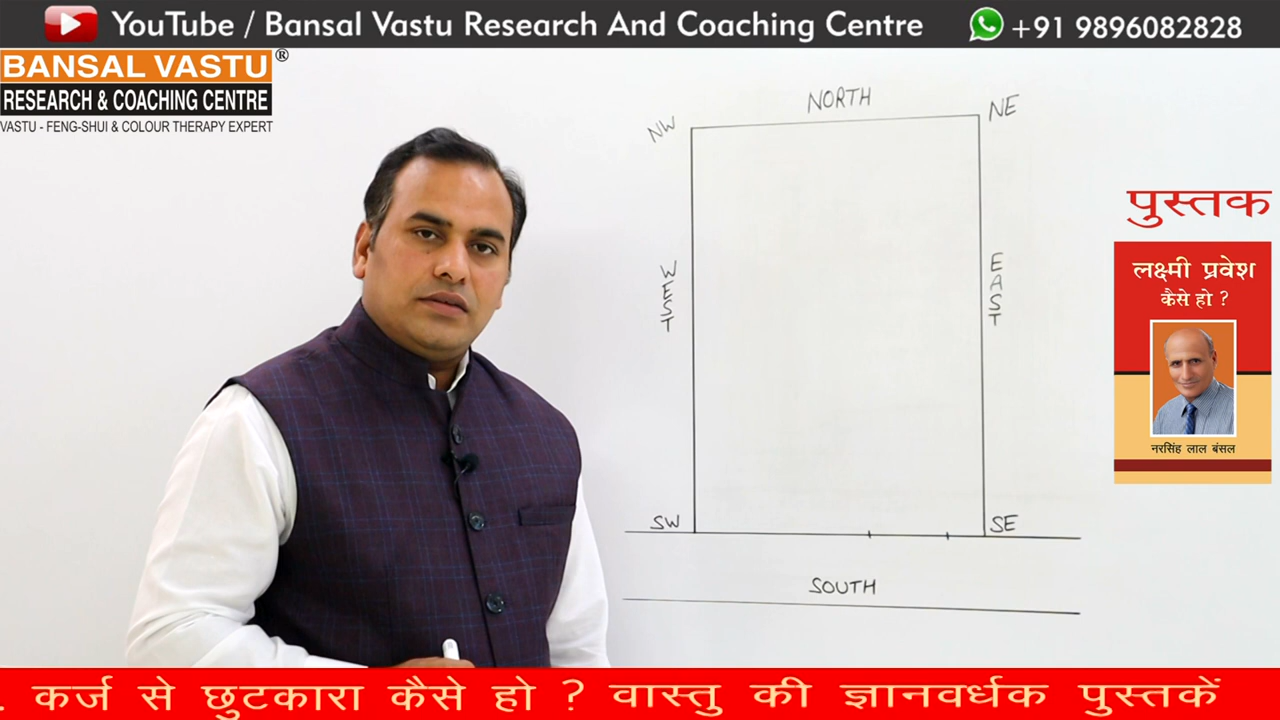 YouTube / Bansal Vastu Research And Coaching Centre
+91 9896082828
BANSAL VASTU®
RESEARCH & COACHING CENTRE
VASTU - FENG-SHUI & COLOUR THERAPY EXPERT
NORTH
NW
NE
WEST
EAST
SW
SE
SOUTH
पुस्तक
लक्ष्मी प्रवेश
कैसे हो ?
नरसिंह लाल बंसल
. कर्ज से छुटकारा कैसे हो ? वास्तु की ज्ञानवर्धक पुस्तकें